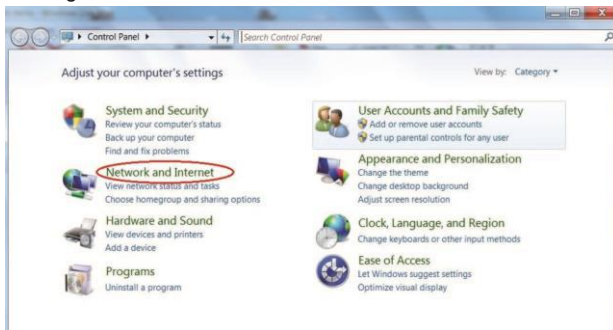 Control Panel
Search Control Panel
Adjust your computer's settings
View by: Category
System and Security
Review your computer's status
Back up your computer
Find and fix problems
Network and Internet
View network status and tasks
Choose homegroup and sharing options
Hardware and Sound
View devices and printers
Add a device
Programs
Uninstall a program
User Accounts and Family Safety
Add or remove user accounts
Set up parental controls for any user
Appearance and Personalization
Change the theme
Change desktop background
Adjust screen resolution
Clock, Language, and Region
Change keyboards or other input methods
Ease of Access
Let Windows suggest settings
Optimize visual display